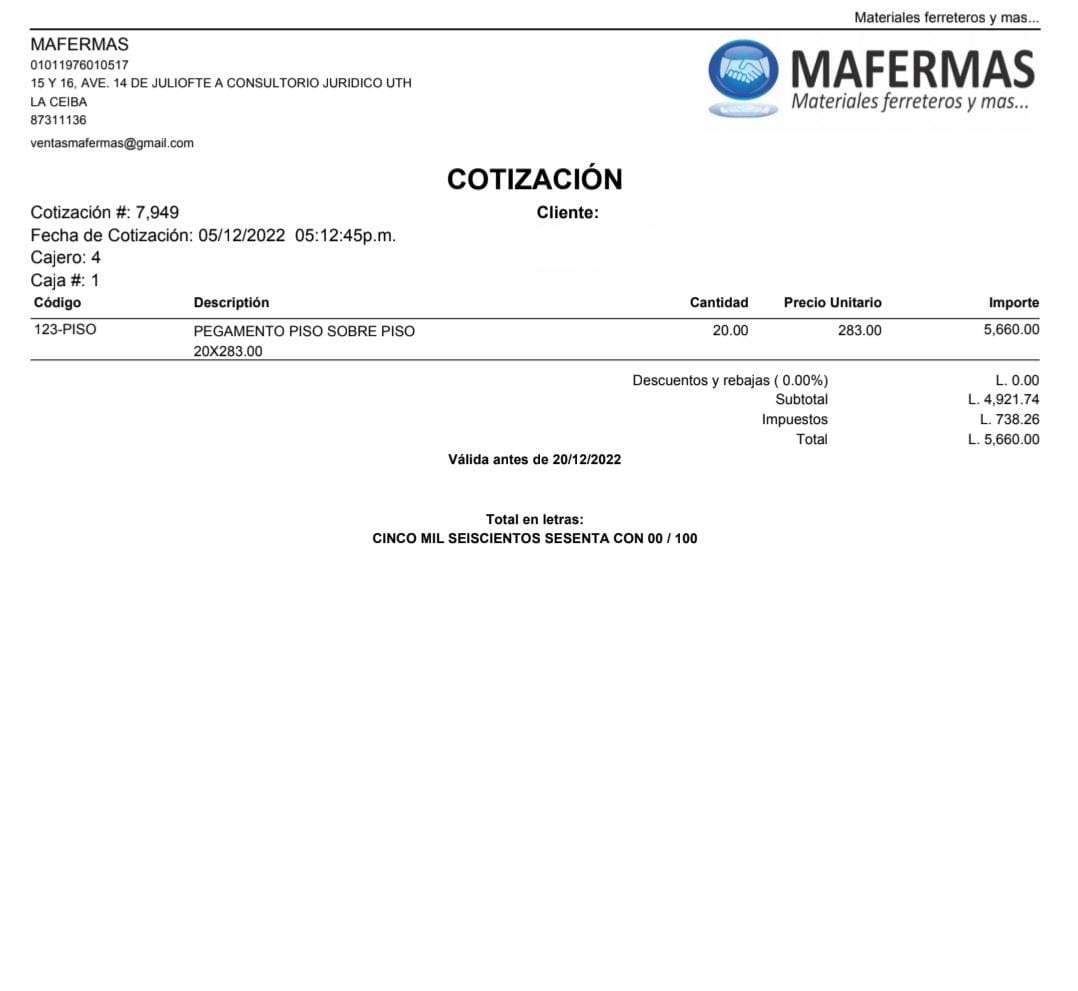 Materiales ferreteros y mas...
MAFERMAS
01011976010517
15 Y 16, AVE. 14 DE JULIOFTE A CONSULTORIO JURIDICO UTH
LA CEIBA
87311136
ventasmafermas@gmail.com
MAFERMAS
Materiales ferreteros y mas...
COTIZACIÓN
Cotización #: 7,949
Cliente:
Fecha de Cotización: 05/12/2022 05:12:45p.m.
Cajero: 4
Caja #: 1
Código Descriptión Cantidad Precio Unitario Importe
123-PISO PEGAMENTO PISO SOBRE PISO 20.00 283.00 5,660.00
20X283.00
Descuentos y rebajas ( 0.00%) L. 0.00
Subtotal L. 4,921.74
Impuestos L. 738.26
Total L. 5,660.00
Válida antes de 20/12/2022
Total en letras:
CINCO MIL SEISCIENTOS SESENTA CON 00 / 100